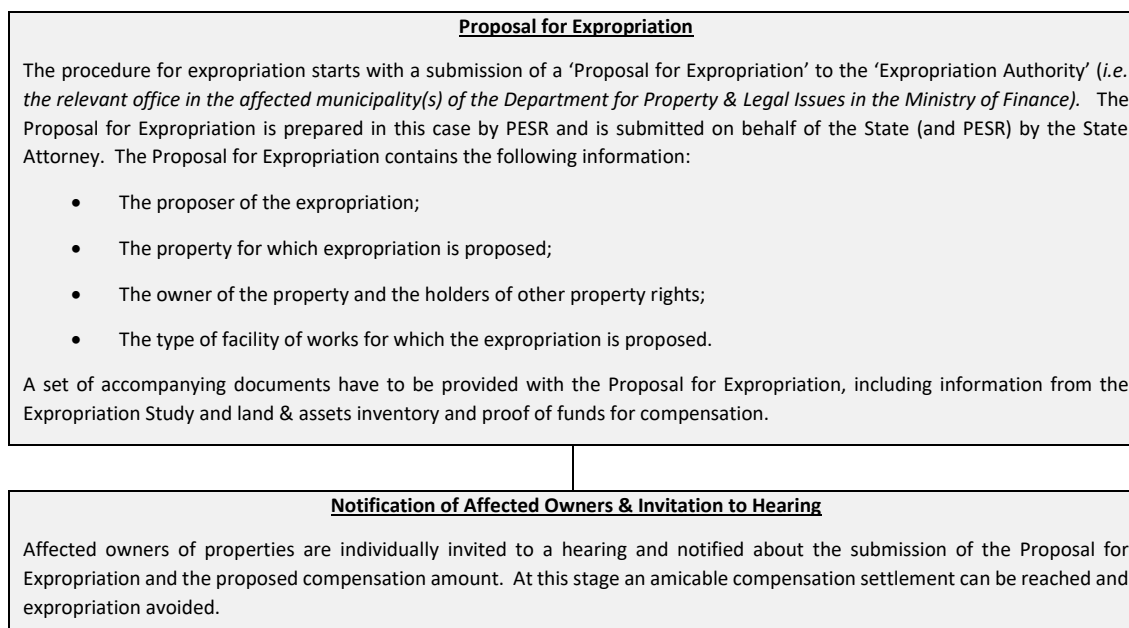 Proposal for Expropriation
The procedure for expropriation starts with a submission of a ‘Proposal for Expropriation’ to the ‘Expropriation Authority’ (i.e.
the relevant office in the affected municipality(s) of the Department for Property & Legal Issues in the Ministry of Finance). The
Proposal for Expropriation is prepared in this case by PESR and is submitted on behalf of the State (and PESR) by the State
Attorney. The Proposal for Expropriation contains the following information:
• The proposer of the expropriation;
• The property for which expropriation is proposed;
• The owner of the property and the holders of other property rights;
• The type of facility of works for which the expropriation is proposed.
A set of accompanying documents have to be provided with the Proposal for Expropriation, including information from the
Expropriation Study and land & assets inventory and proof of funds for compensation.
Notification of Affected Owners & Invitation to Hearing
Affected owners of properties are individually invited to a hearing and notified about the submission of the Proposal for
Expropriation and the proposed compensation amount. At this stage an amicable compensation settlement can be reached and
expropriation avoided.